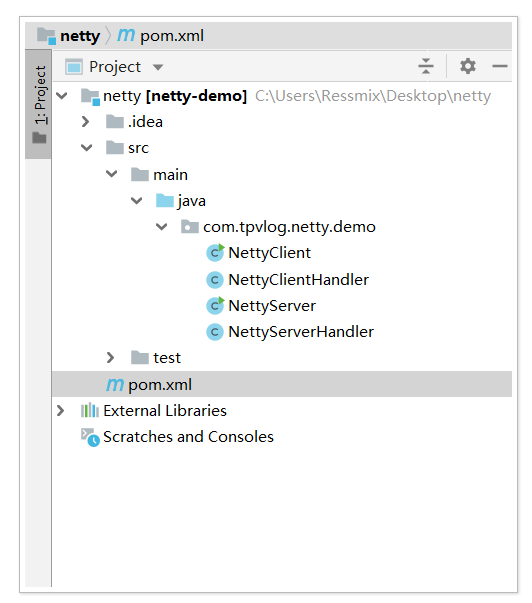 netty pom.xml
1: Project
Project
netty [netty-demo] C:\Users\Ressmix\Desktop\netty
.idea
src
main
java
com.tpvlog.netty.demo
NettyClient
NettyClientHandler
NettyServer
NettyServerHandler
test
pom.xml
External Libraries
Scratches and Consoles